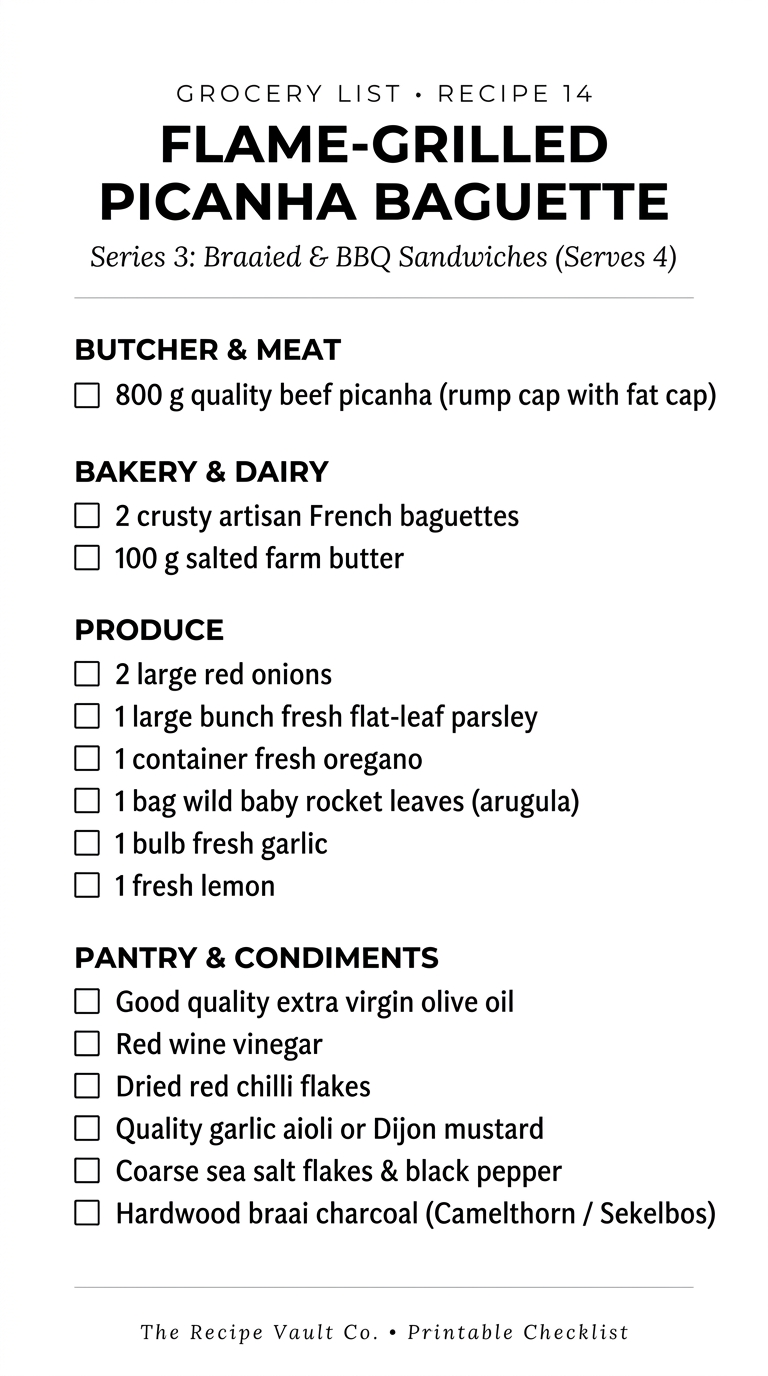 GROCERY LIST • RECIPE 14
FLAME-GRILLED
PICANHA BAGUETTE
Series 3: Braaied & BBQ Sandwiches (Serves 4)
BUTCHER & MEAT
☐ 800 g quality beef picanha (rump cap with fat cap)
BAKERY & DAIRY
☐ 2 crusty artisan French baguettes
☐ 100 g salted farm butter
PRODUCE
☐ 2 large red onions
☐ 1 large bunch fresh flat-leaf parsley
☐ 1 container fresh oregano
☐ 1 bag wild baby rocket leaves (arugula)
☐ 1 bulb fresh garlic
☐ 1 fresh lemon
PANTRY & CONDIMENTS
☐ Good quality extra virgin olive oil
☐ Red wine vinegar
☐ Dried red chilli flakes
☐ Quality garlic aioli or Dijon mustard
☐ Coarse sea salt flakes & black pepper
☐ Hardwood braai charcoal (Camelthorn / Sekelbos)
The Recipe Vault Co. • Printable Checklist